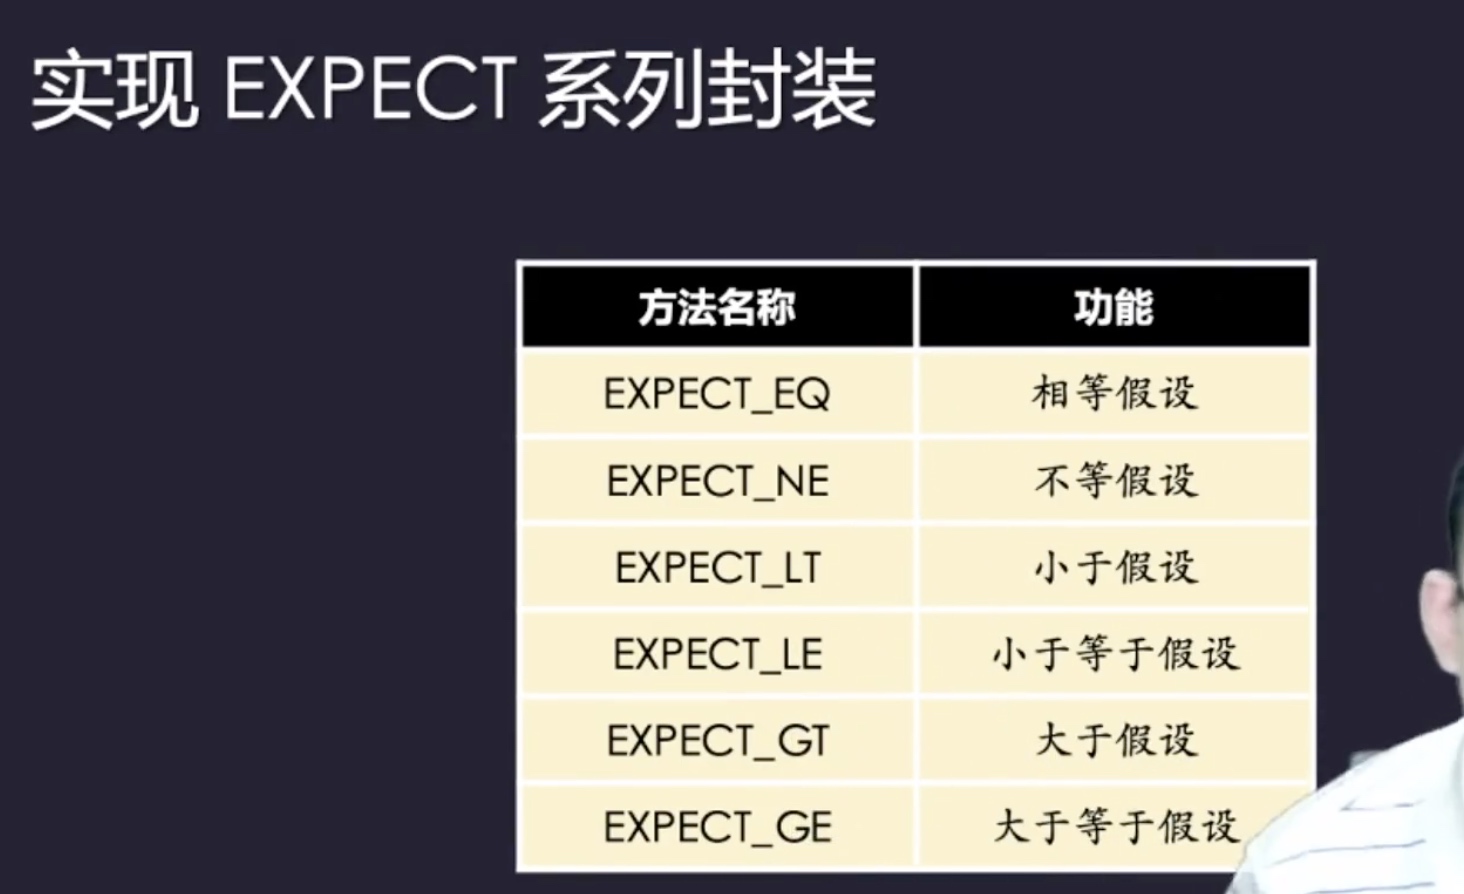 实现 EXPECT 系列封装
方法名称 功能
EXPECT_EQ 相等假设
EXPECT_NE 不等假设
EXPECT_LT 小于假设
EXPECT_LE 小于等于假设
EXPECT_GT 大于假设
EXPECT_GE 大于等于假设